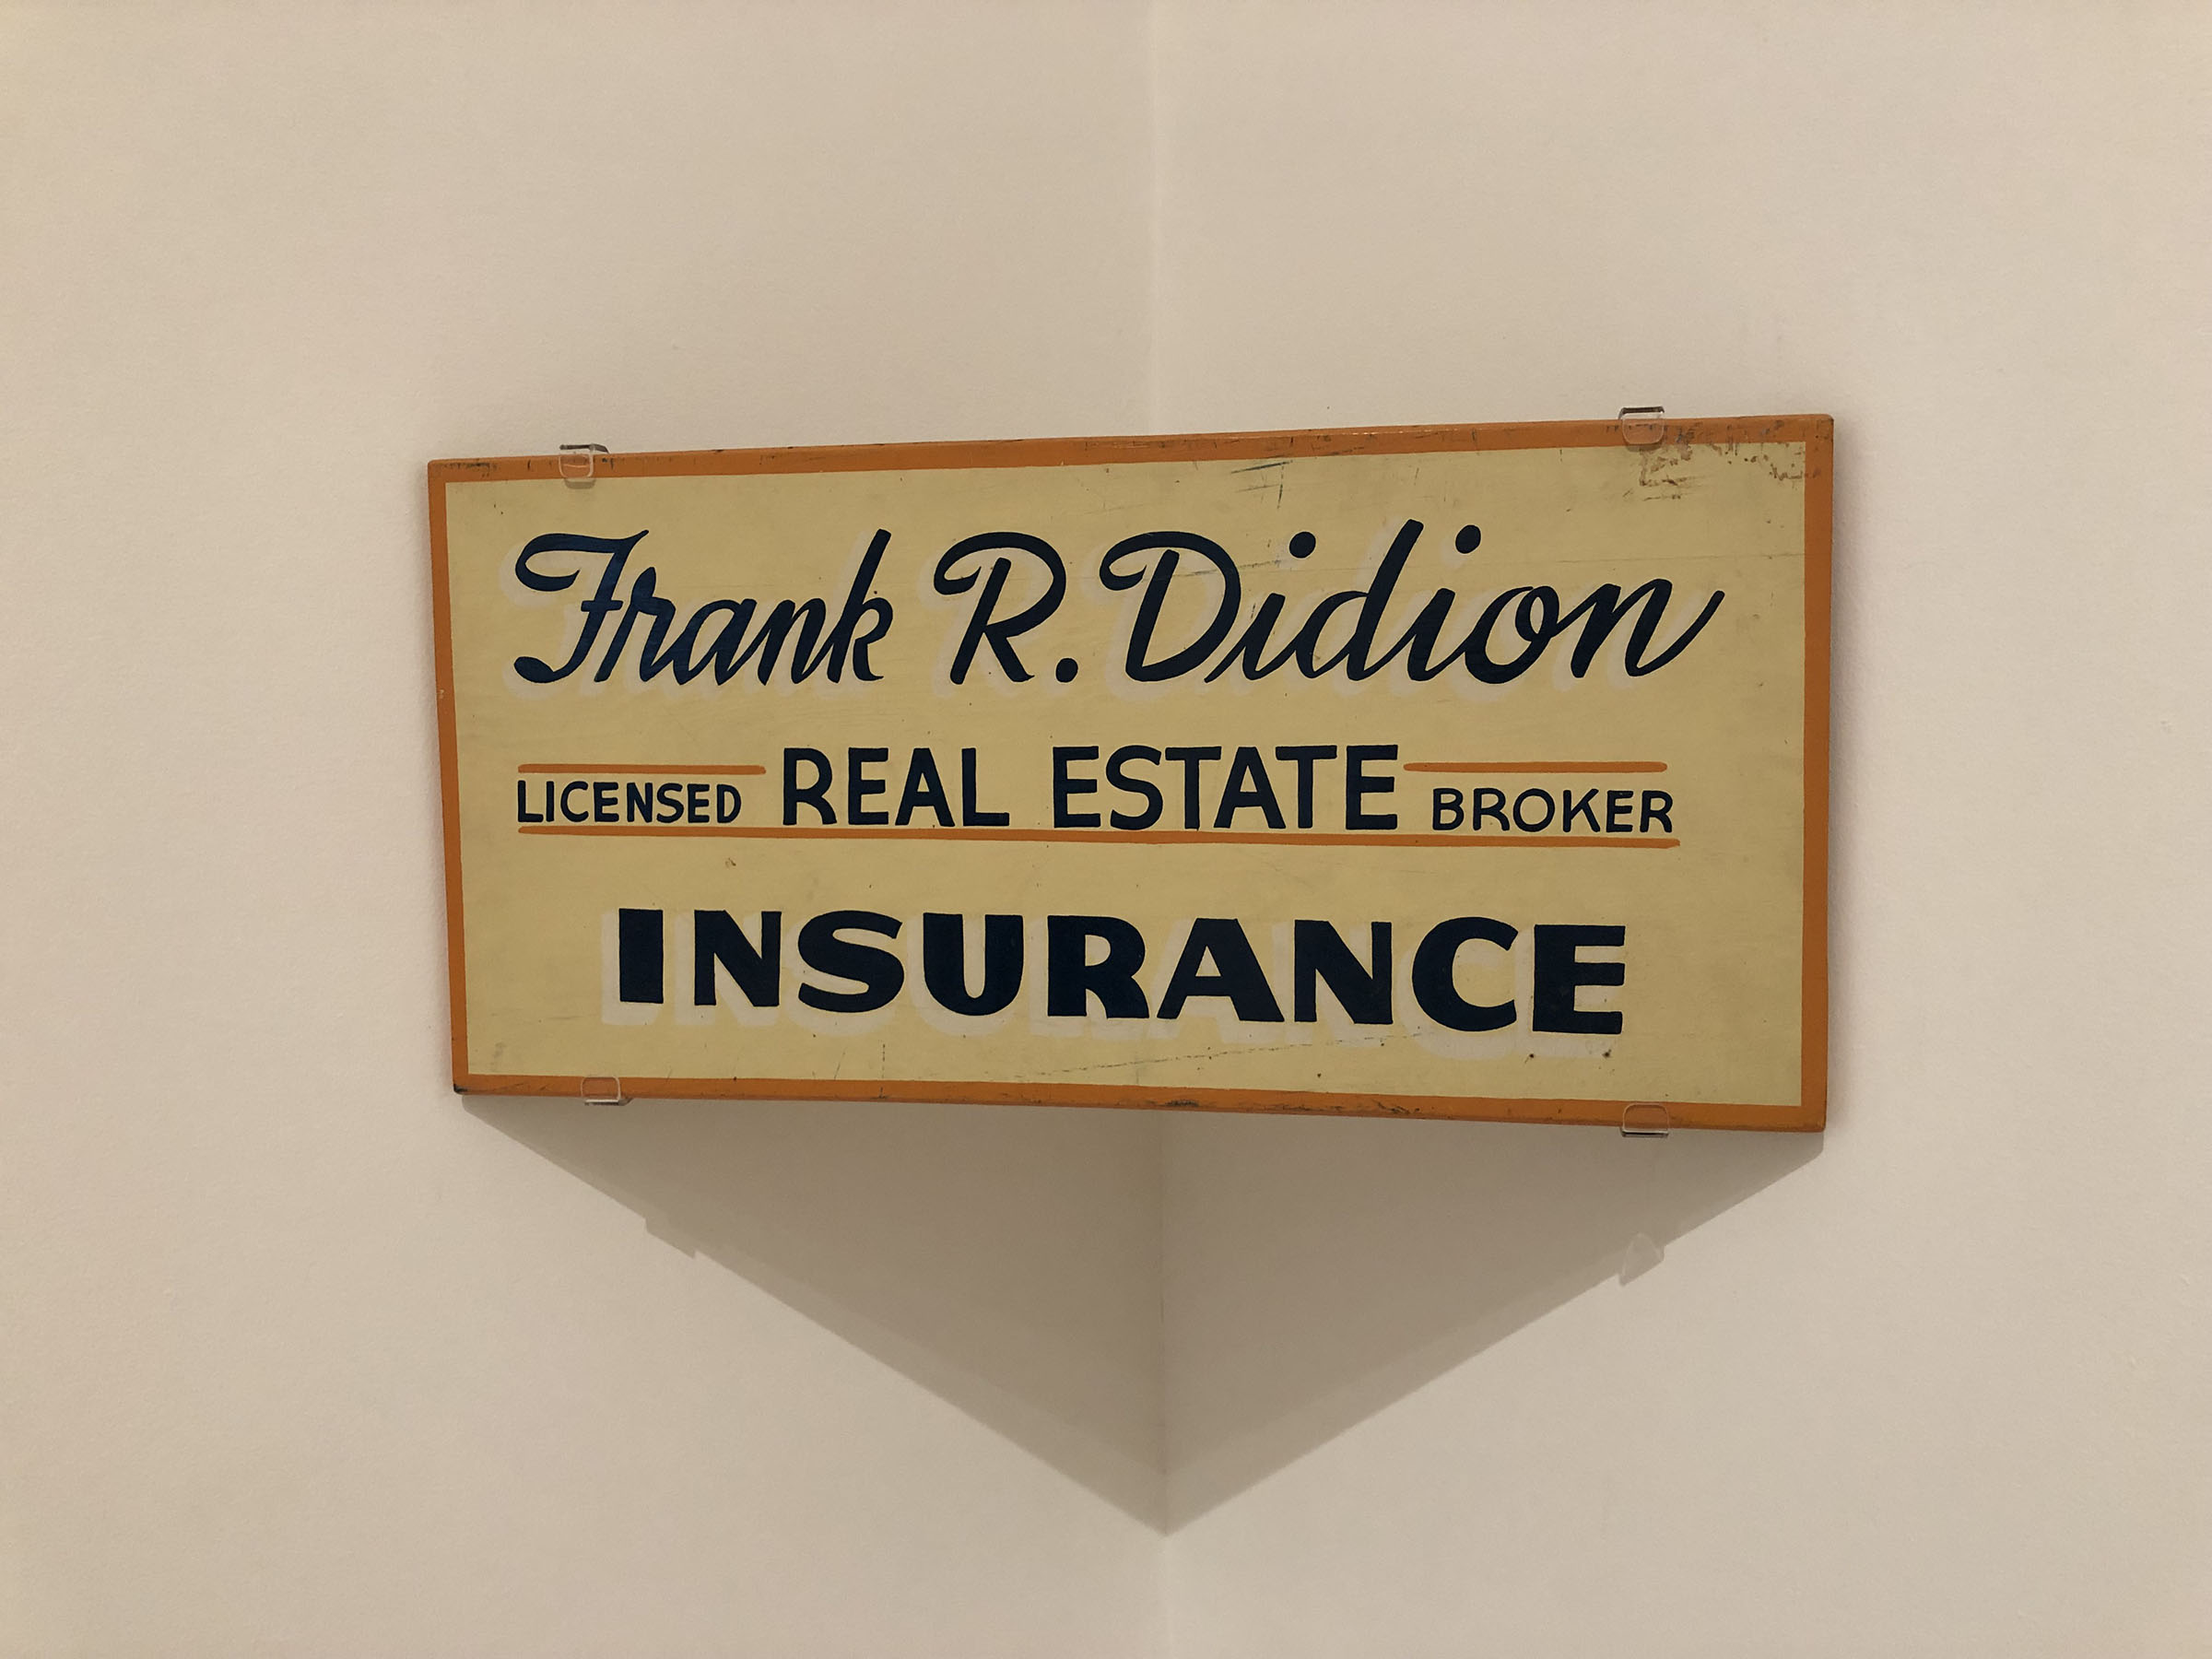 Frank R. Didion
LICENSED REAL ESTATE BROKER
INSURANCE